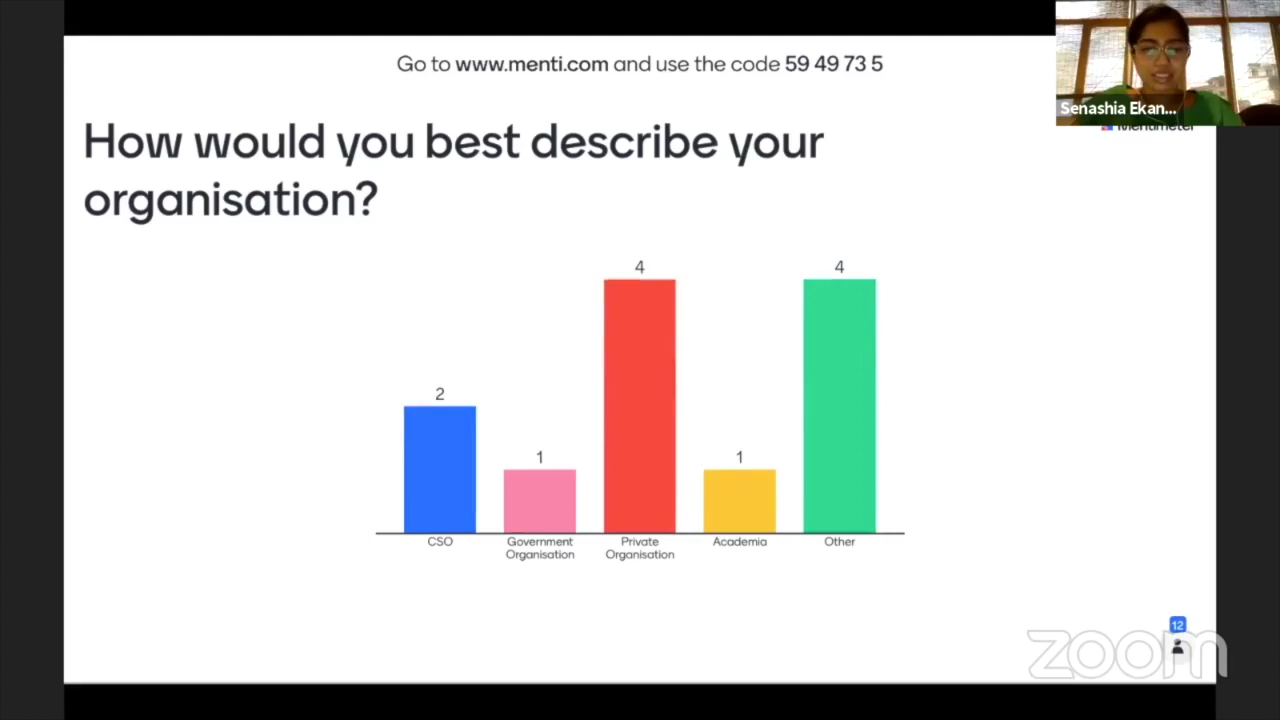 Go to www.menti.com and use the code 59 49 73 5
Senashia Ekan...
Mentimeter
How would you best describe your
organisation?
4
4
2
1
1
CSO
Government
Organisation
Private
Organisation
Academia
Other
12
zoom